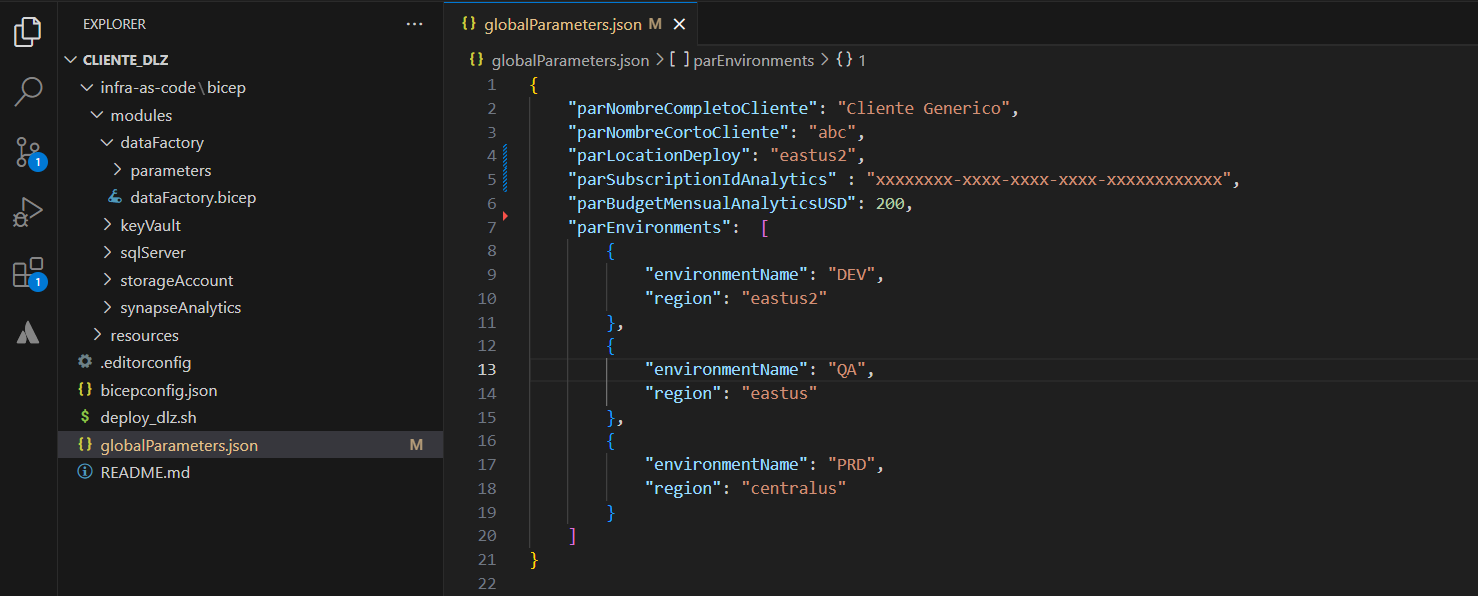 EXPLORER
CLIENTE_DLZ
infra-as-code\bicep
modules
dataFactory
parameters
dataFactory.bicep
keyVault
sqlServer
storageAccount
synapseAnalytics
resources
.editorconfig
{} bicepconfig.json
$ deploy_dlz.sh
{} globalParameters.json M
README.md
1
1
{} globalParameters.json M
{} globalParameters.json > [ ] parEnvironments > {} 1
1 {
2 "parNombreCompletoCliente": "Cliente Generico",
3 "parNombreCortoCliente": "abc",
4 "parLocationDeploy": "eastus2",
5 "parSubscriptionIdAnalytics" : "xxxxxxxx-xxxx-xxxx-xxxx-xxxxxxxxxxxx",
6 "parBudgetMensualAnalyticsUSD": 200,
7 "parEnvironments": [
8 {
9 "environmentName": "DEV",
10 "region": "eastus2"
11 },
12 {
13 "environmentName": "QA",
14 "region": "eastus"
15 },
16 {
17 "environmentName": "PRD",
18 "region": "centralus"
19 }
20 ]
21 }
22